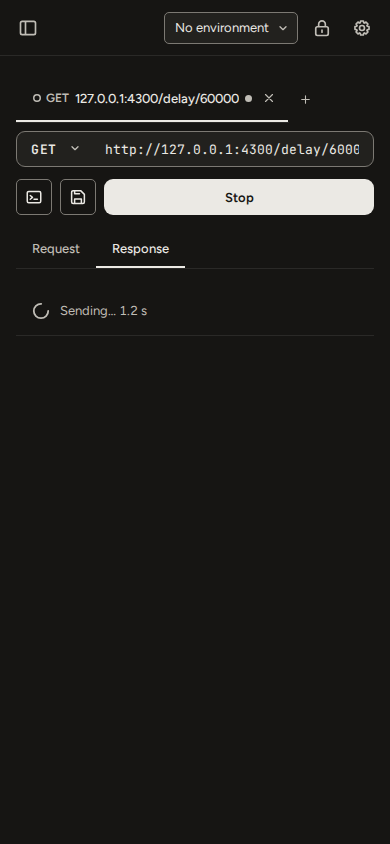 No environment
GET 127.0.0.1:4300/delay/60000
GET http://127.0.0.1:4300/delay/6000
Stop
Request Response
Sending... 1.2 s